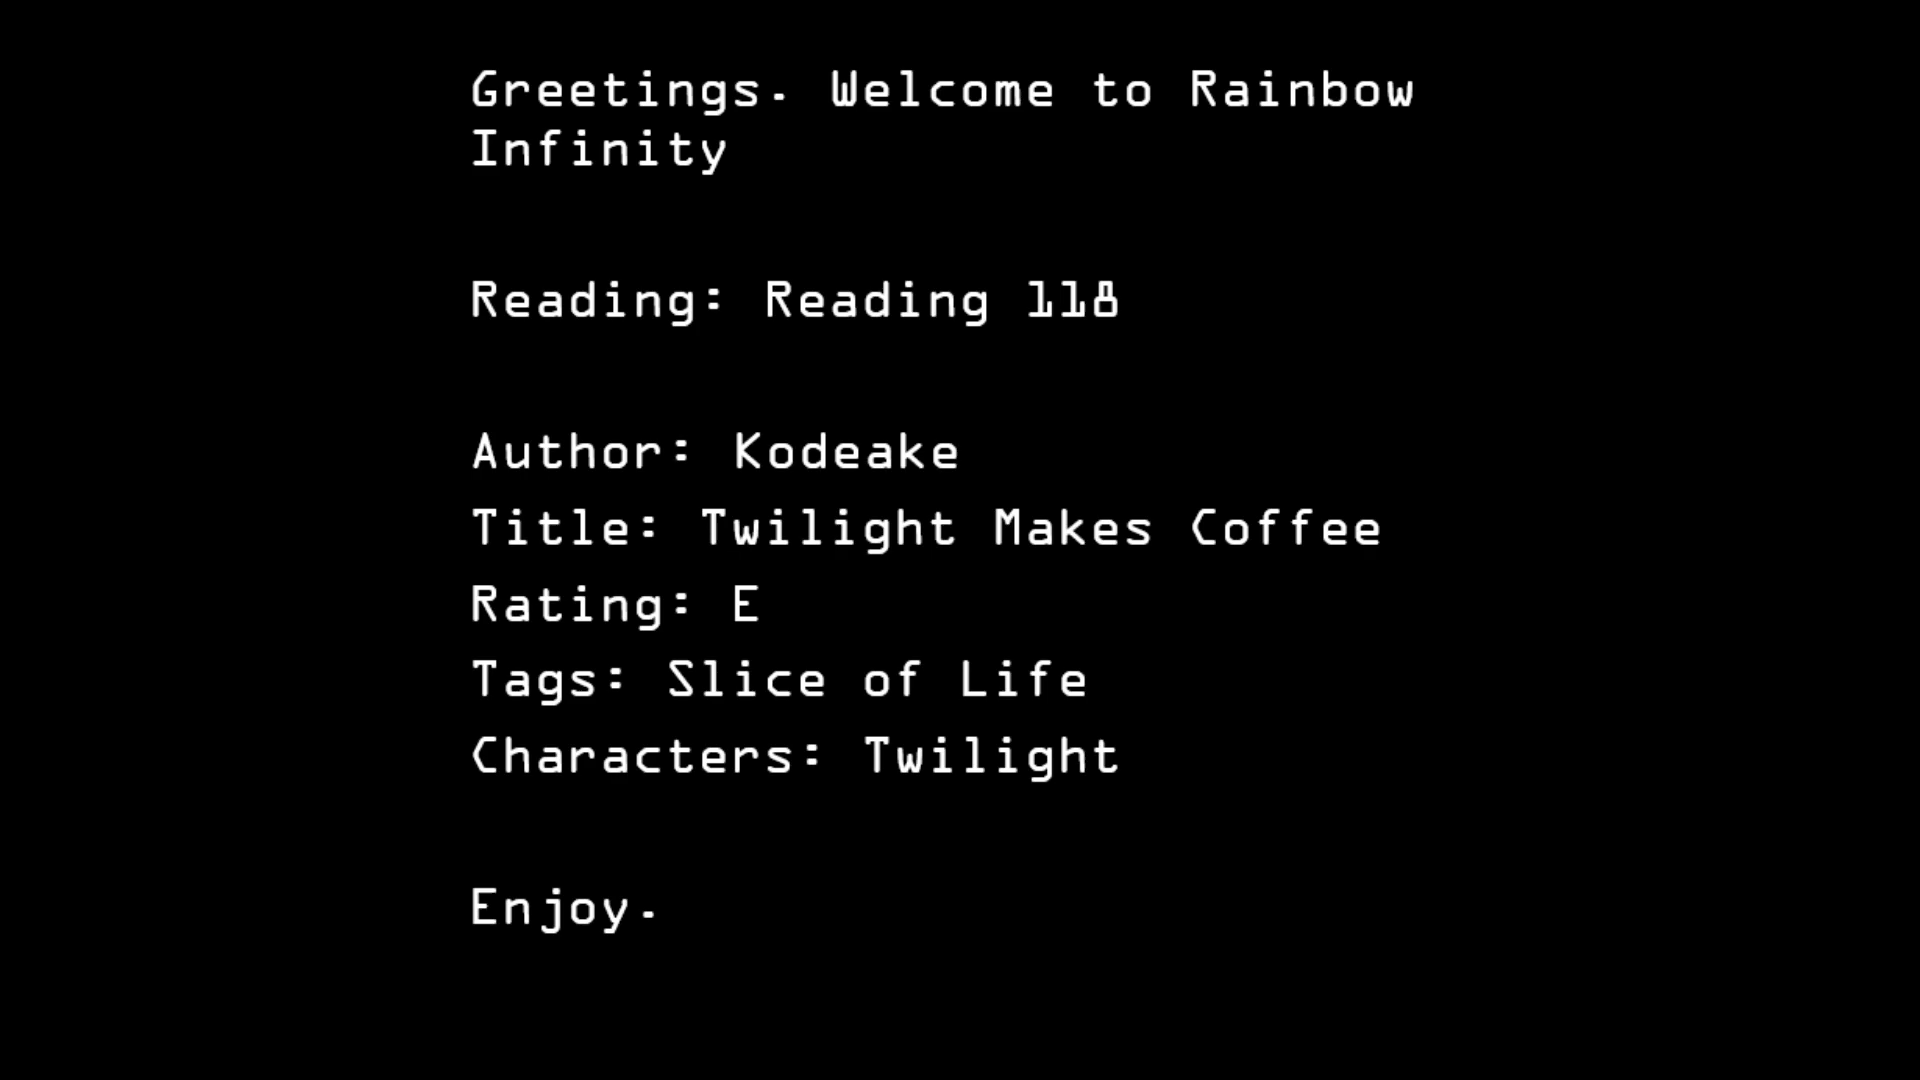 Greetings. Welcome to Rainbow
Infinity
Reading: Reading 118
Author: Kodeake
Title: Twilight Makes Coffee
Rating: E
Tags: Slice of Life
Characters: Twilight
Enjoy.